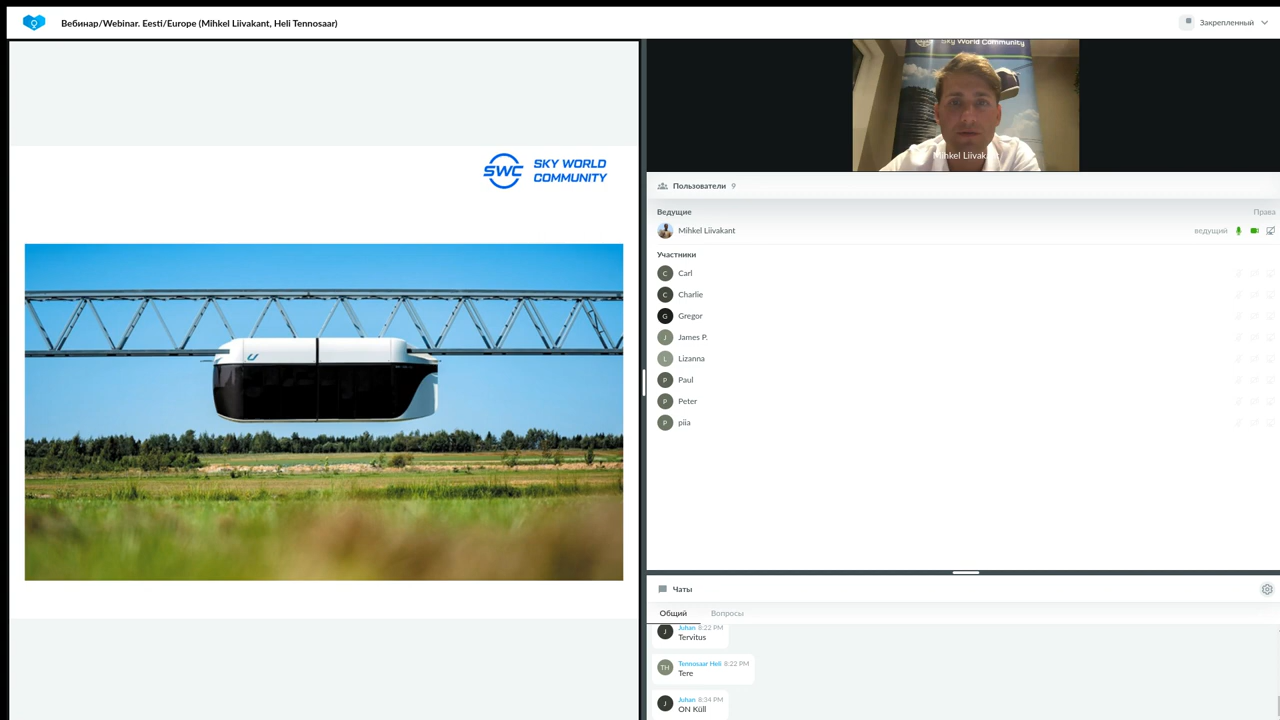 Вебинар/Webinar. Eesti/Europe (Mihkel Liivakant, Heli Tennosaar)
Закрепленный
SWC SKY WORLD
COMMUNITY
Sky World Community
Mihkel Liivak
Пользователи 9
Ведущие Права
Mihkel Liivakant ведущий
Участники
C Carl
C Charlie
G Gregor
J James P.
L Lizanna
P Paul
P Peter
P piia
Чаты
Общий Вопросы
J Juhan 8:22 PM
Tervitus
TH Tennosaar Heli 8:22 PM
Tere
J Juhan 8:34 PM
ON Küll